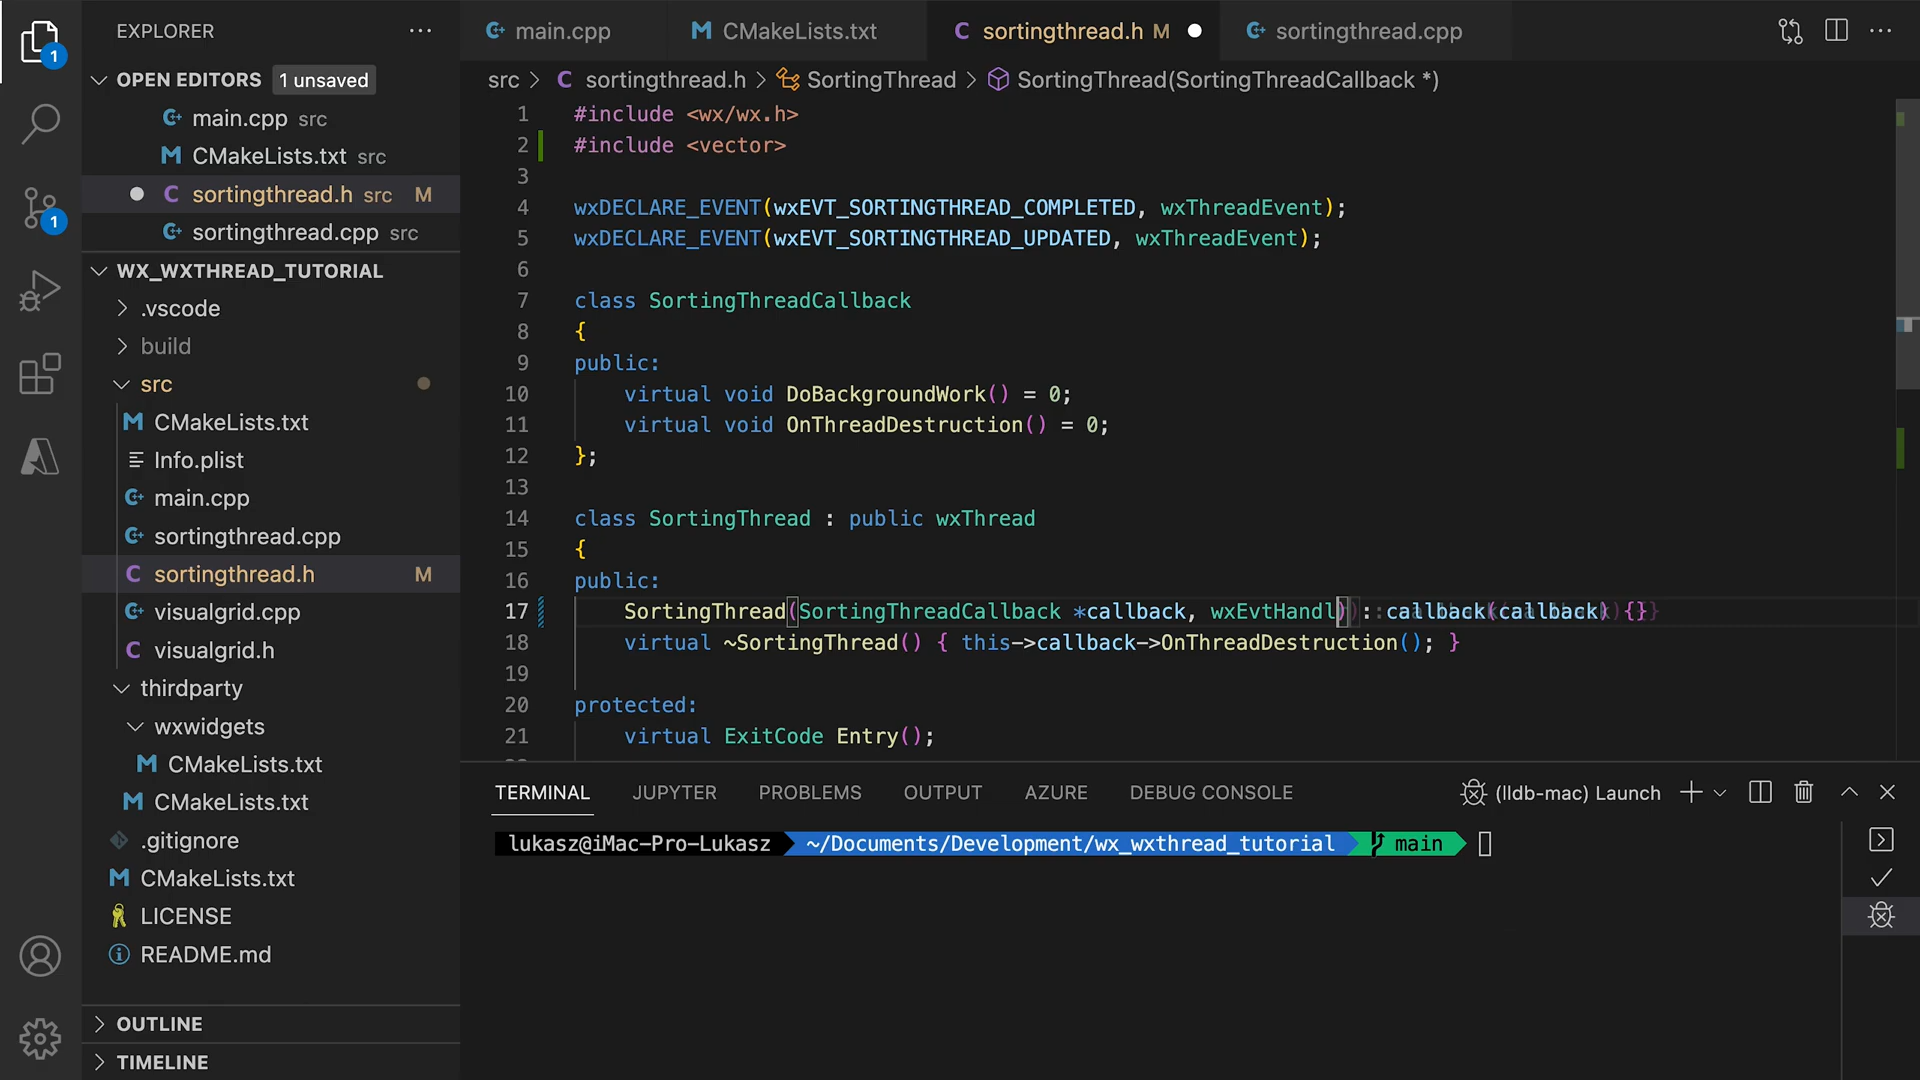 EXPLORER
OPEN EDITORS 1 unsaved
main.cpp src
CMakeLists.txt src
sortingthread.h src M
sortingthread.cpp src
WX_WXTHREAD_TUTORIAL
.vscode
build
src
CMakeLists.txt
Info.plist
main.cpp
sortingthread.cpp
sortingthread.h M
visualgrid.cpp
visualgrid.h
thirdparty
wxwidgets
CMakeLists.txt
CMakeLists.txt
.gitignore
CMakeLists.txt
LICENSE
README.md
OUTLINE
TIMELINE
1
1
main.cpp CMakeLists.txt sortingthread.h M sortingthread.cpp
src > C sortingthread.h > SortingThread > SortingThread(SortingThreadCallback *)
1 #include <wx/wx.h>
2 #include <vector>
3
4 wxDECLARE_EVENT(wxEVT_SORTINGTHREAD_COMPLETED, wxThreadEvent);
5 wxDECLARE_EVENT(wxEVT_SORTINGTHREAD_UPDATED, wxThreadEvent);
6
7 class SortingThreadCallback
8 {
9 public:
10 virtual void DoBackgroundWork() = 0;
11 virtual void OnThreadDestruction() = 0;
12 };
13
14 class SortingThread : public wxThread
15 {
16 public:
17 SortingThread(SortingThreadCallback *callback, wxEvtHandl) : callback(callback) {}
18 virtual ~SortingThread() { this->callback->OnThreadDestruction(); }
19
20 protected:
21 virtual ExitCode Entry();
TERMINAL JUPYTER PROBLEMS OUTPUT AZURE DEBUG CONSOLE (lldb-mac) Launch
lukasz@iMac-Pro-Lukasz ~/Documents/Development/wx_wxthread_tutorial main